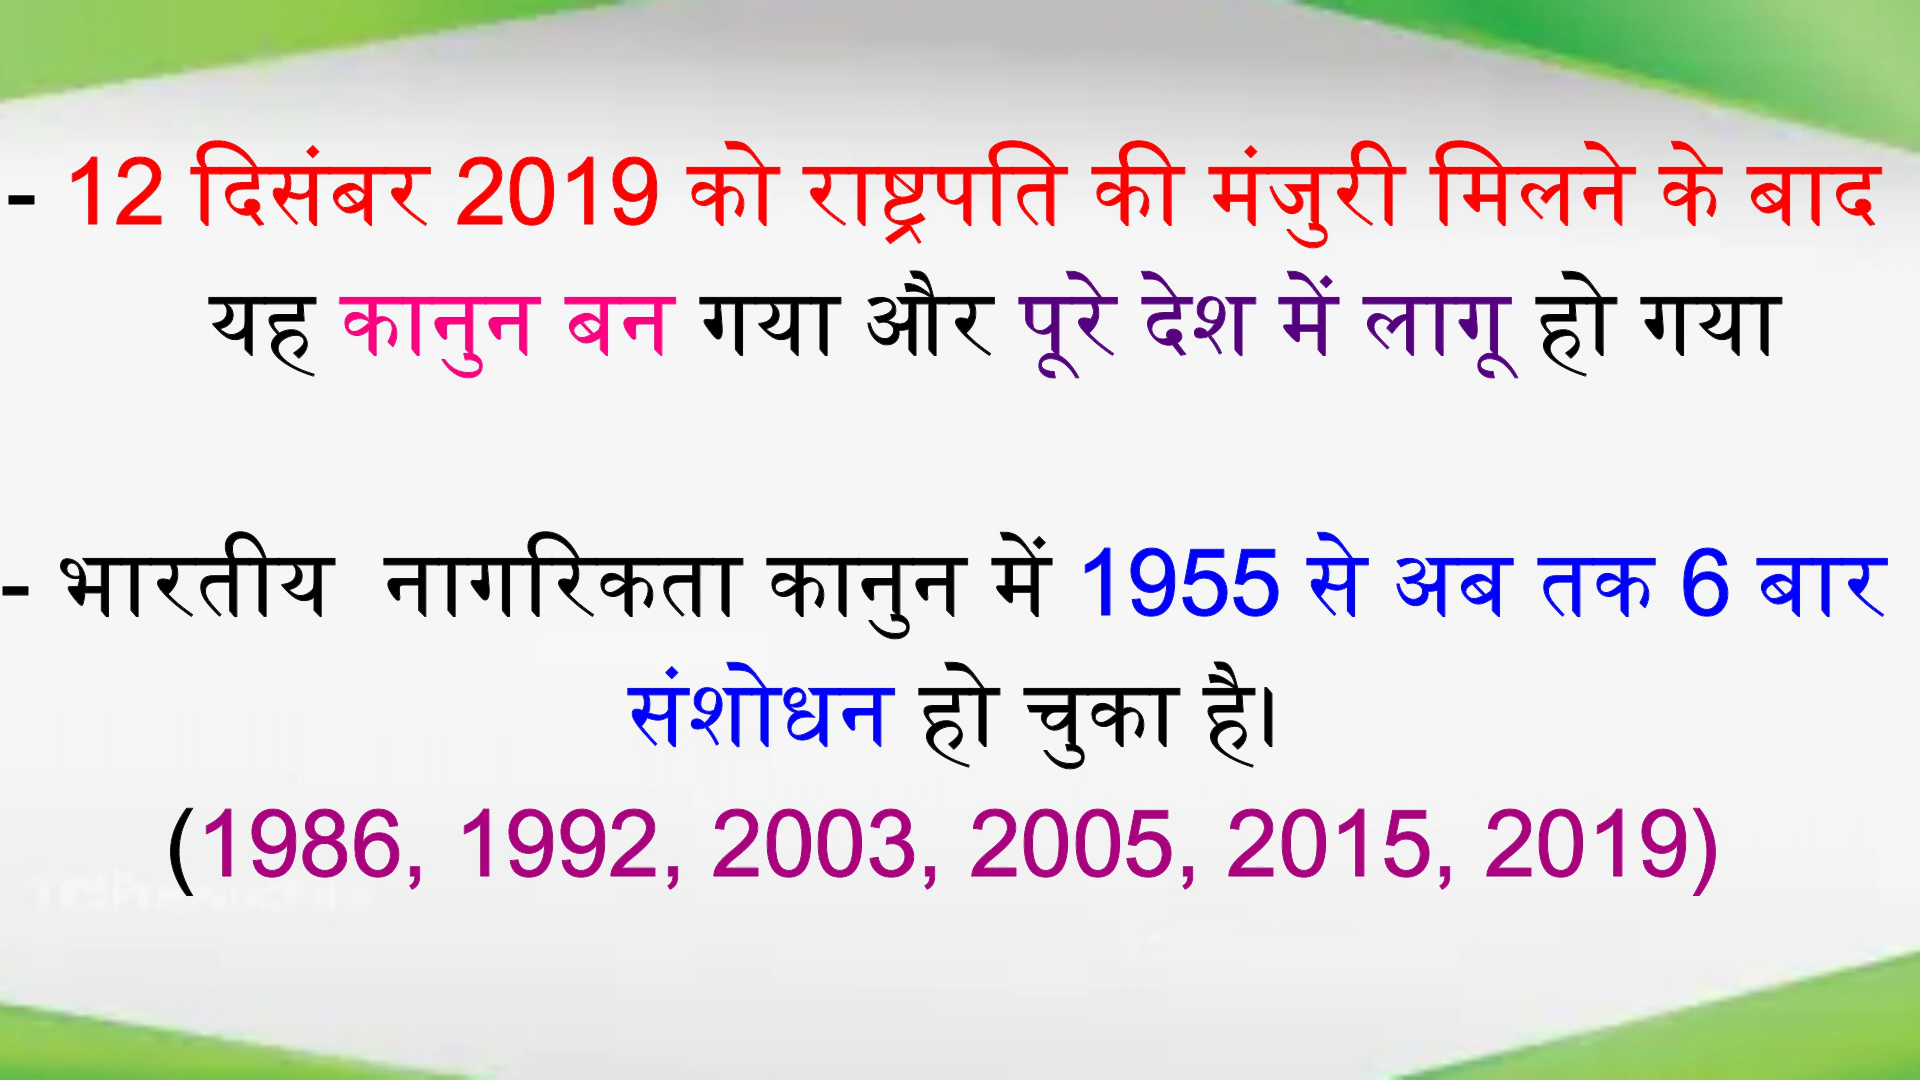 - 12 दिसंबर 2019 को राष्ट्रपति की मंजुरी मिलने के बाद
यह कानुन बन गया और पूरे देश में लागू हो गया
- भारतीय नागरिकता कानुन में 1955 से अब तक 6 बार
संशोधन हो चुका है।
(1986, 1992, 2003, 2005, 2015, 2019)